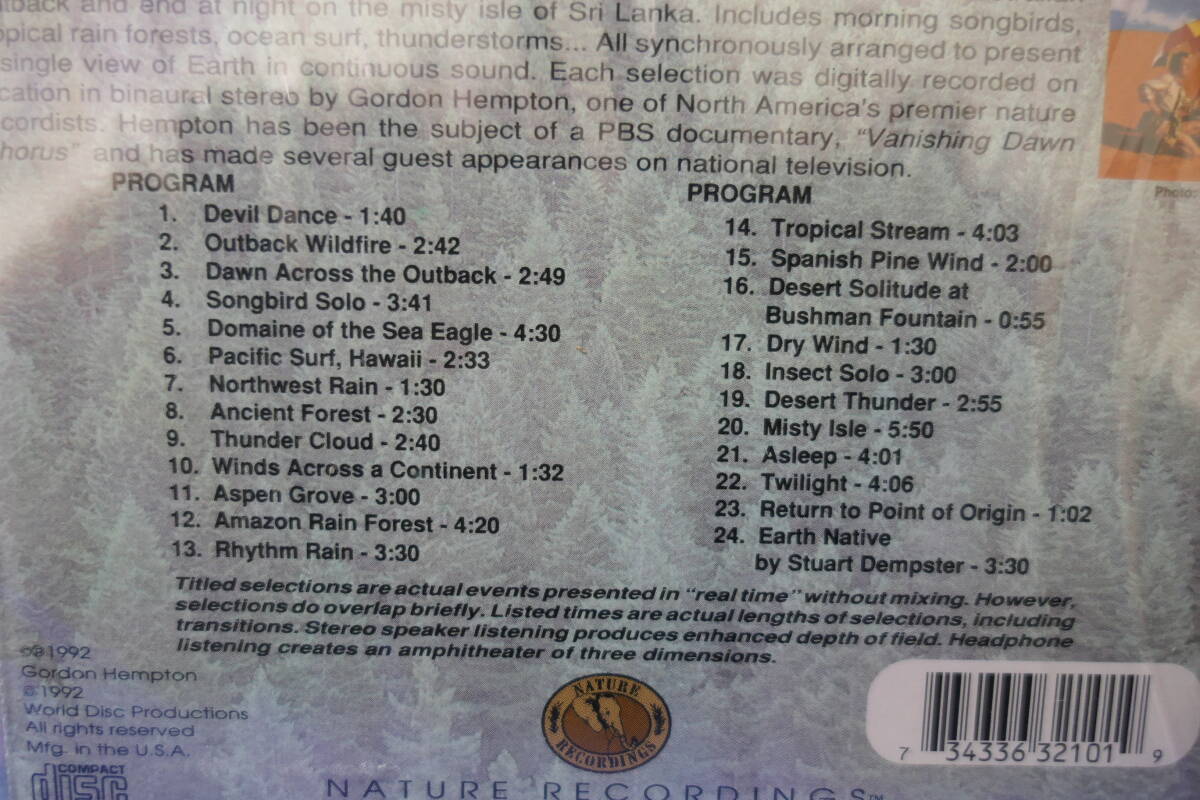 back and end at night on the misty isle of Sri Lanka. Includes morning songbirds,
pical rain forests, ocean surf, thunderstorms... All synchronously arranged to present
single view of Earth in continuous sound. Each selection was digitally recorded on
cation in binaural stereo by Gordon Hempton, one of North America's premier nature
cordists. Hempton has been the subject of a PBS documentary, "Vanishing Dawn
horus" and has made several guest appearances on national television.
PROGRAM
1. Devil Dance - 1:40
2. Outback Wildfire - 2:42
3. Dawn Across the Outback - 2:49
4. Songbird Solo - 3:41
5. Domaine of the Sea Eagle - 4:30
6. Pacific Surf, Hawaii - 2:33
7. Northwest Rain - 1:30
8. Ancient Forest - 2:30
9. Thunder Cloud - 2:40
10. Winds Across a Continent - 1:32
11. Aspen Grove - 3:00
12. Amazon Rain Forest - 4:20
13. Rhythm Rain - 3:30
PROGRAM
14. Tropical Stream - 4:03
15. Spanish Pine Wind - 2:00
16. Desert Solitude at
Bushman Fountain - 0:55
17. Dry Wind - 1:30
18. Insect Solo - 3:00
19. Desert Thunder - 2:55
20. Misty Isle - 5:50
21. Asleep - 4:01
22. Twilight - 4:06
23. Return to Point of Origin - 1:02
24. Earth Native
by Stuart Dempster - 3:30
Photo:
Titled selections are actual events presented in "real time" without mixing. However,
selections do overlap briefly. Listed times are actual lengths of selections, including
transitions. Stereo speaker listening produces enhanced depth of field. Headphone
listening creates an amphitheater of three dimensions.
1992
Gordon Hempton
©1992
World Disc Productions
All rights reserved
Mfg. in the U.S.A.
COMPACT
disc
NATURE
RECORDINGS
NATURE RECORDINGS™
7 34336 32101 9